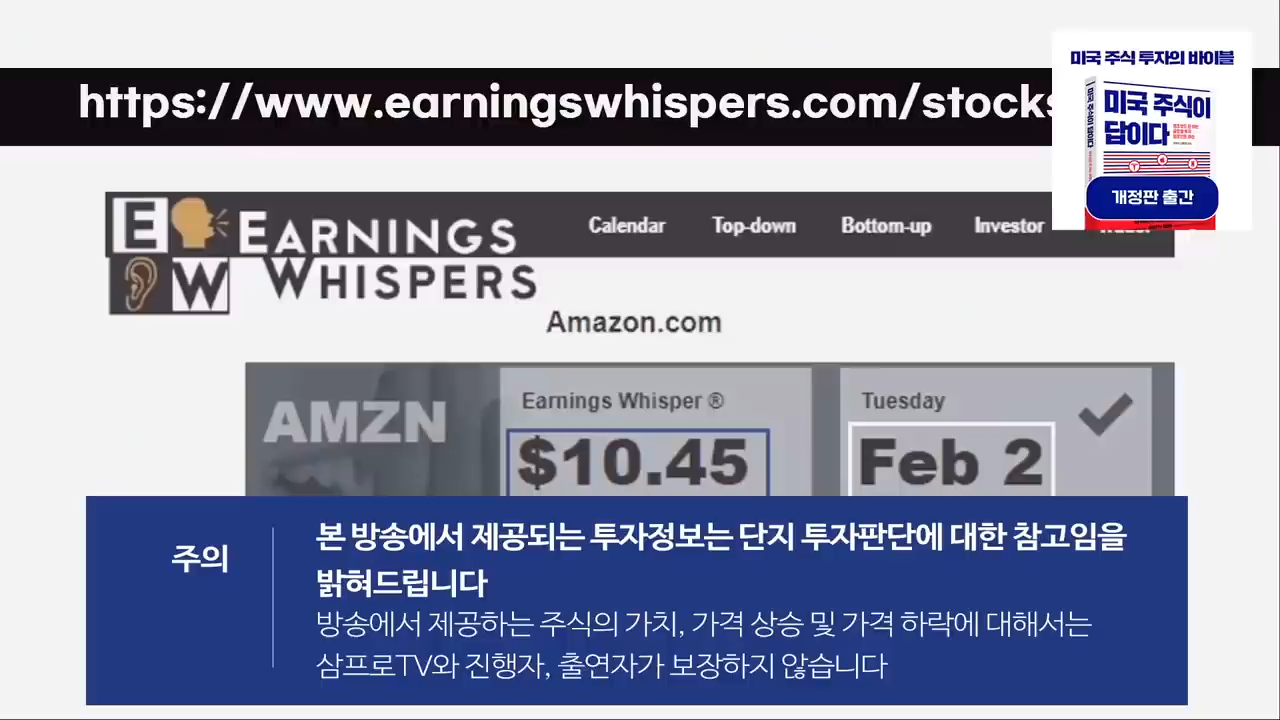 미국 주식 투자의 바이블
https://www.earningswhispers.com/stocks
미국 주식이
답이다
개정판 출간
E
W
EARNINGS
WHISPERS
Calendar Top-down Bottom-up Investor
Amazon.com
AMZN
Earnings Whisper ®
$10.45
Tuesday
Feb 2
주의
본 방송에서 제공되는 투자정보는 단지 투자판단에 대한 참고임을
밝혀드립니다
방송에서 제공하는 주식의 가치, 가격 상승 및 가격 하락에 대해서는
삼프로TV와 진행자, 출연자가 보장하지 않습니다